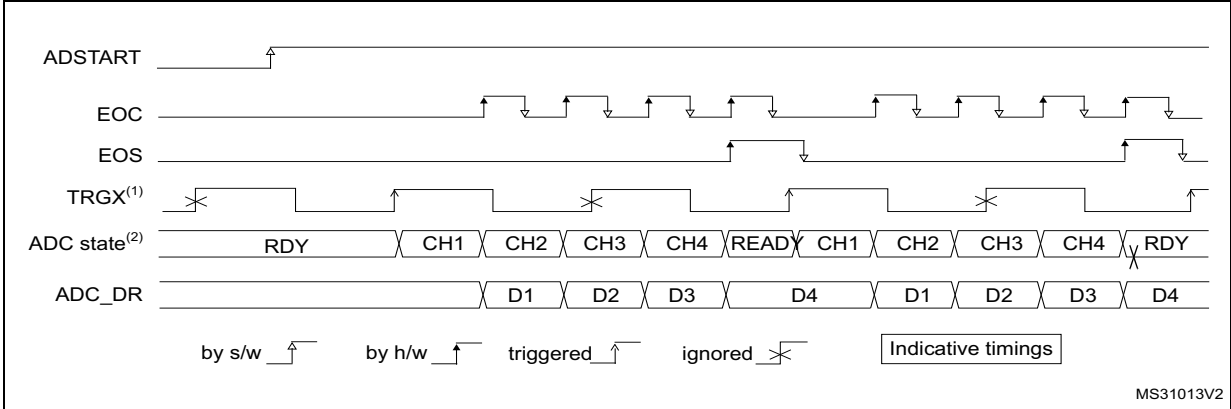 ADSTART
EOC
EOS
TRGX(1)
ADC state(2) RDY CH1 CH2 CH3 CH4 READY CH1 CH2 CH3 CH4 RDY
ADC_DR D1 D2 D3 D4 D1 D2 D3 D4
by s/w by h/w triggered ignored Indicative timings
MS31013V2